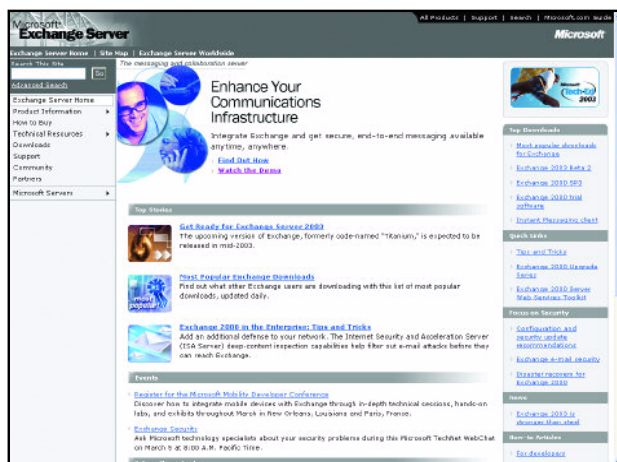 All Products | Support | Search | Microsoft.com Guide
Microsoft
Exchange Server
Microsoft
Exchange Server Home | Site Map | Exchange Server Worldwide
Search This Site
Go
Advanced Search
Exchange Server Home
Product Information
How to Buy
Technical Resources
Downloads
Support
Community
Partners
Microsoft Servers
The messaging and collaboration server
Enhance Your
Communications
Infrastructure
Integrate Exchange and get secure, end-to-end messaging available
anytime, anywhere.
Find Out How
Watch the Demo
Top Stories
Get Ready for Exchange Server 2003
The upcoming version of Exchange, formerly code-named "Titanium," is expected to be
released in mid-2003.
most
popular
Most Popular Exchange Downloads
Find out what other Exchange users are downloading with this list of most popular
downloads, updated daily.
Exchange 2000 in the Enterprise: Tips and Tricks
Add an additional defense to your network. The Internet Security and Acceleration Server
(ISA Server) deep-content inspection capabilities help filter out e-mail attacks before they
can reach Exchange.
Events
Register for the Microsoft Mobility Developer Conference
Discover how to integrate mobile devices with Exchange through in-depth technical sessions, hands-on
labs, and exhibits throughout March in New Orleans, Louisiana and Paris, France.
Exchange Security
Ask Microsoft technology specialists about your security problems during this Microsoft TechNet WebChat
on March 5 at 8:00 A.M. Pacific Time.
Tech·Ed
2003
Top Downloads
Most popular downloads
for Exchange
Exchange 2003 Beta 2
Exchange 2000 SP3
Exchange 2000 trial
software
Instant Messaging client
Quick Links
Tips and Tricks
Exchange 2000 Upgrade
Series
Exchange 2000 Server
Web Services Toolkit
Focus on Security
Configuration and
security update
recommendations
Exchange e-mail security
Disaster recovery for
Exchange 2000
News
Exchange 2000 is
stronger than steel
How-to Articles
For developers